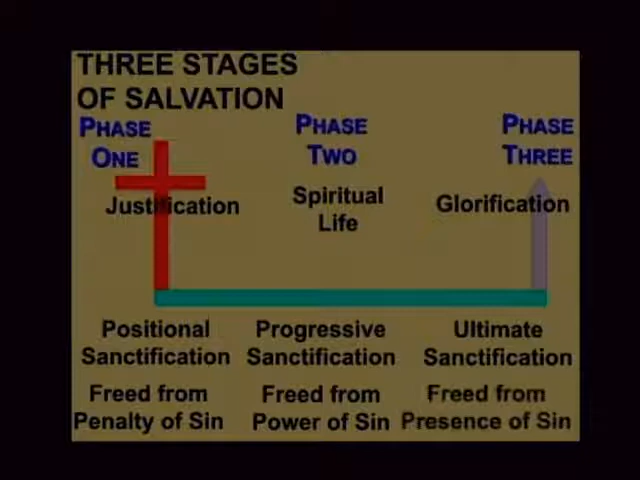 THREE STAGES
OF SALVATION
PHASE
ONE
PHASE
TWO
PHASE
THREE
Justification
Spiritual
Life
Glorification
Positional
Sanctification
Progressive
Sanctification
Ultimate
Sanctification
Freed from
Penalty of Sin
Freed from
Power of Sin
Freed from
Presence of Sin